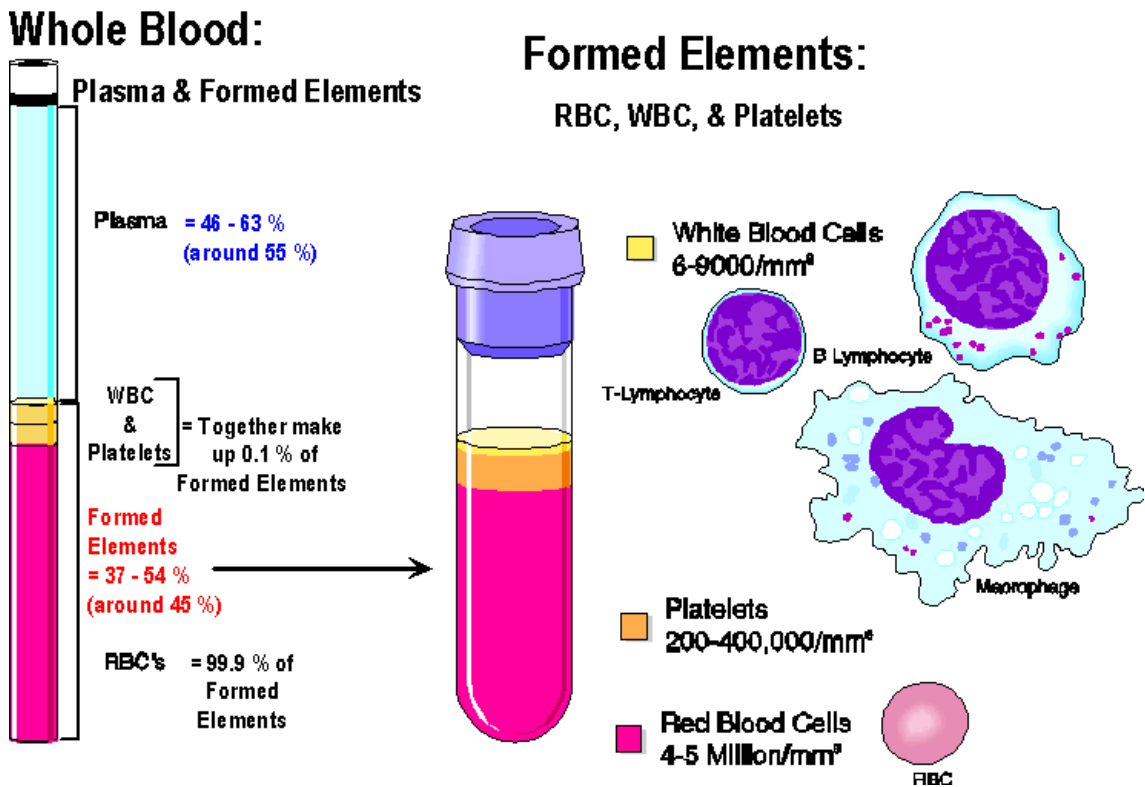 Whole Blood:
Plasma & Formed Elements
Plasma = 46 - 63 %
(around 55 %)
WBC
&
Platelets
= Together make
up 0.1 % of
Formed Elements
Formed
Elements
= 37 - 54 %
(around 45 %)
RBC's = 99.9 % of
Formed
Elements
Formed Elements:
RBC, WBC, & Platelets
White Blood Cells
6-9000/mm³
T-Lymphocyte
B Lymphocyte
Macrophage
Platelets
200-400,000/mm³
Red Blood Cells
4-5 Million/mm³
RBC